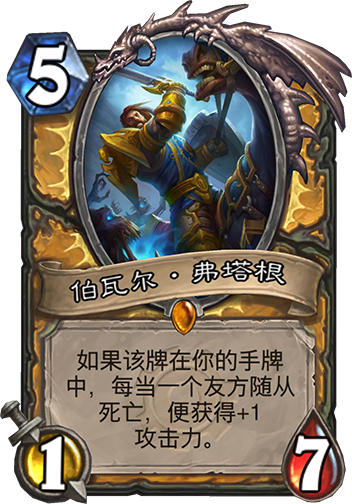 5
伯瓦尔·弗塔根
如果该牌在你的手牌
中，每当一个友方随从
死亡，便获得+1
攻击力。
1
7